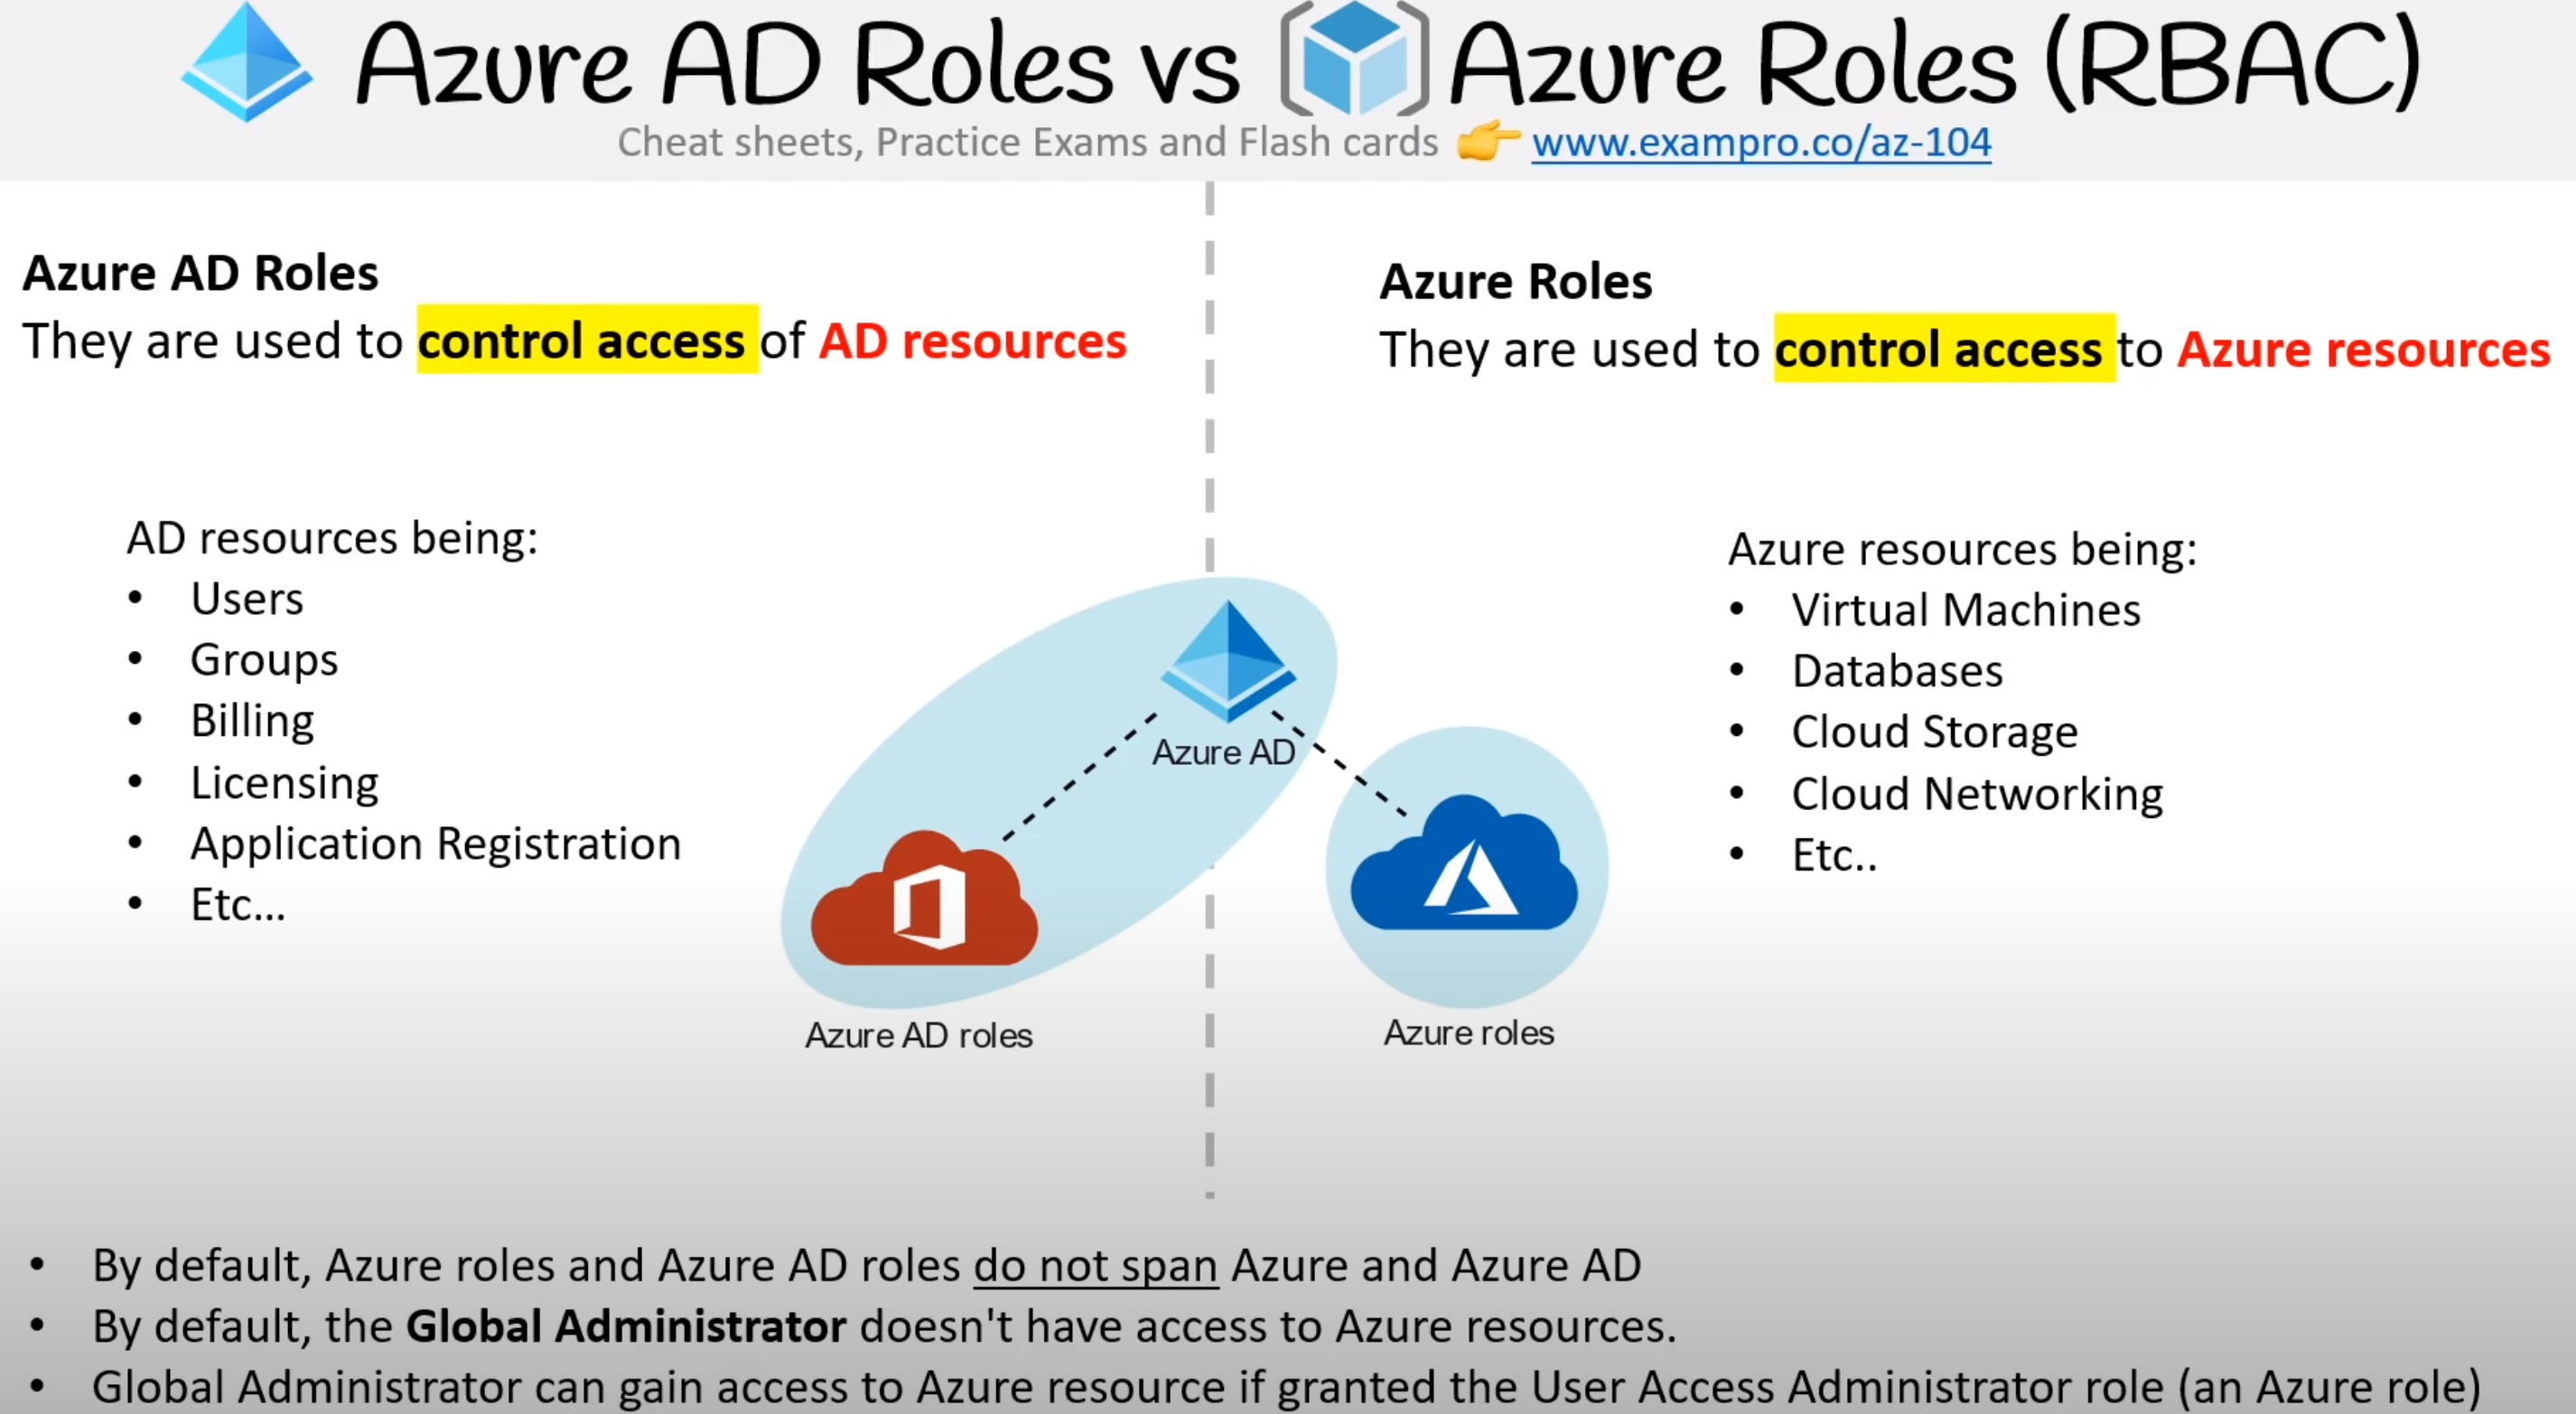 Azure AD Roles vs Azure Roles (RBAC)
Cheat sheets, Practice Exams and Flash cards 👉 www.exampro.co/az-104
Azure AD Roles
They are used to control access of AD resources
AD resources being:
• Users
• Groups
• Billing
• Licensing
• Application Registration
• Etc...
Azure Roles
They are used to control access to Azure resources
Azure resources being:
• Virtual Machines
• Databases
• Cloud Storage
• Cloud Networking
• Etc..
Azure AD
Azure AD roles
Azure roles
• By default, Azure roles and Azure AD roles do not span Azure and Azure AD
• By default, the Global Administrator doesn't have access to Azure resources.
• Global Administrator can gain access to Azure resource if granted the User Access Administrator role (an Azure role)